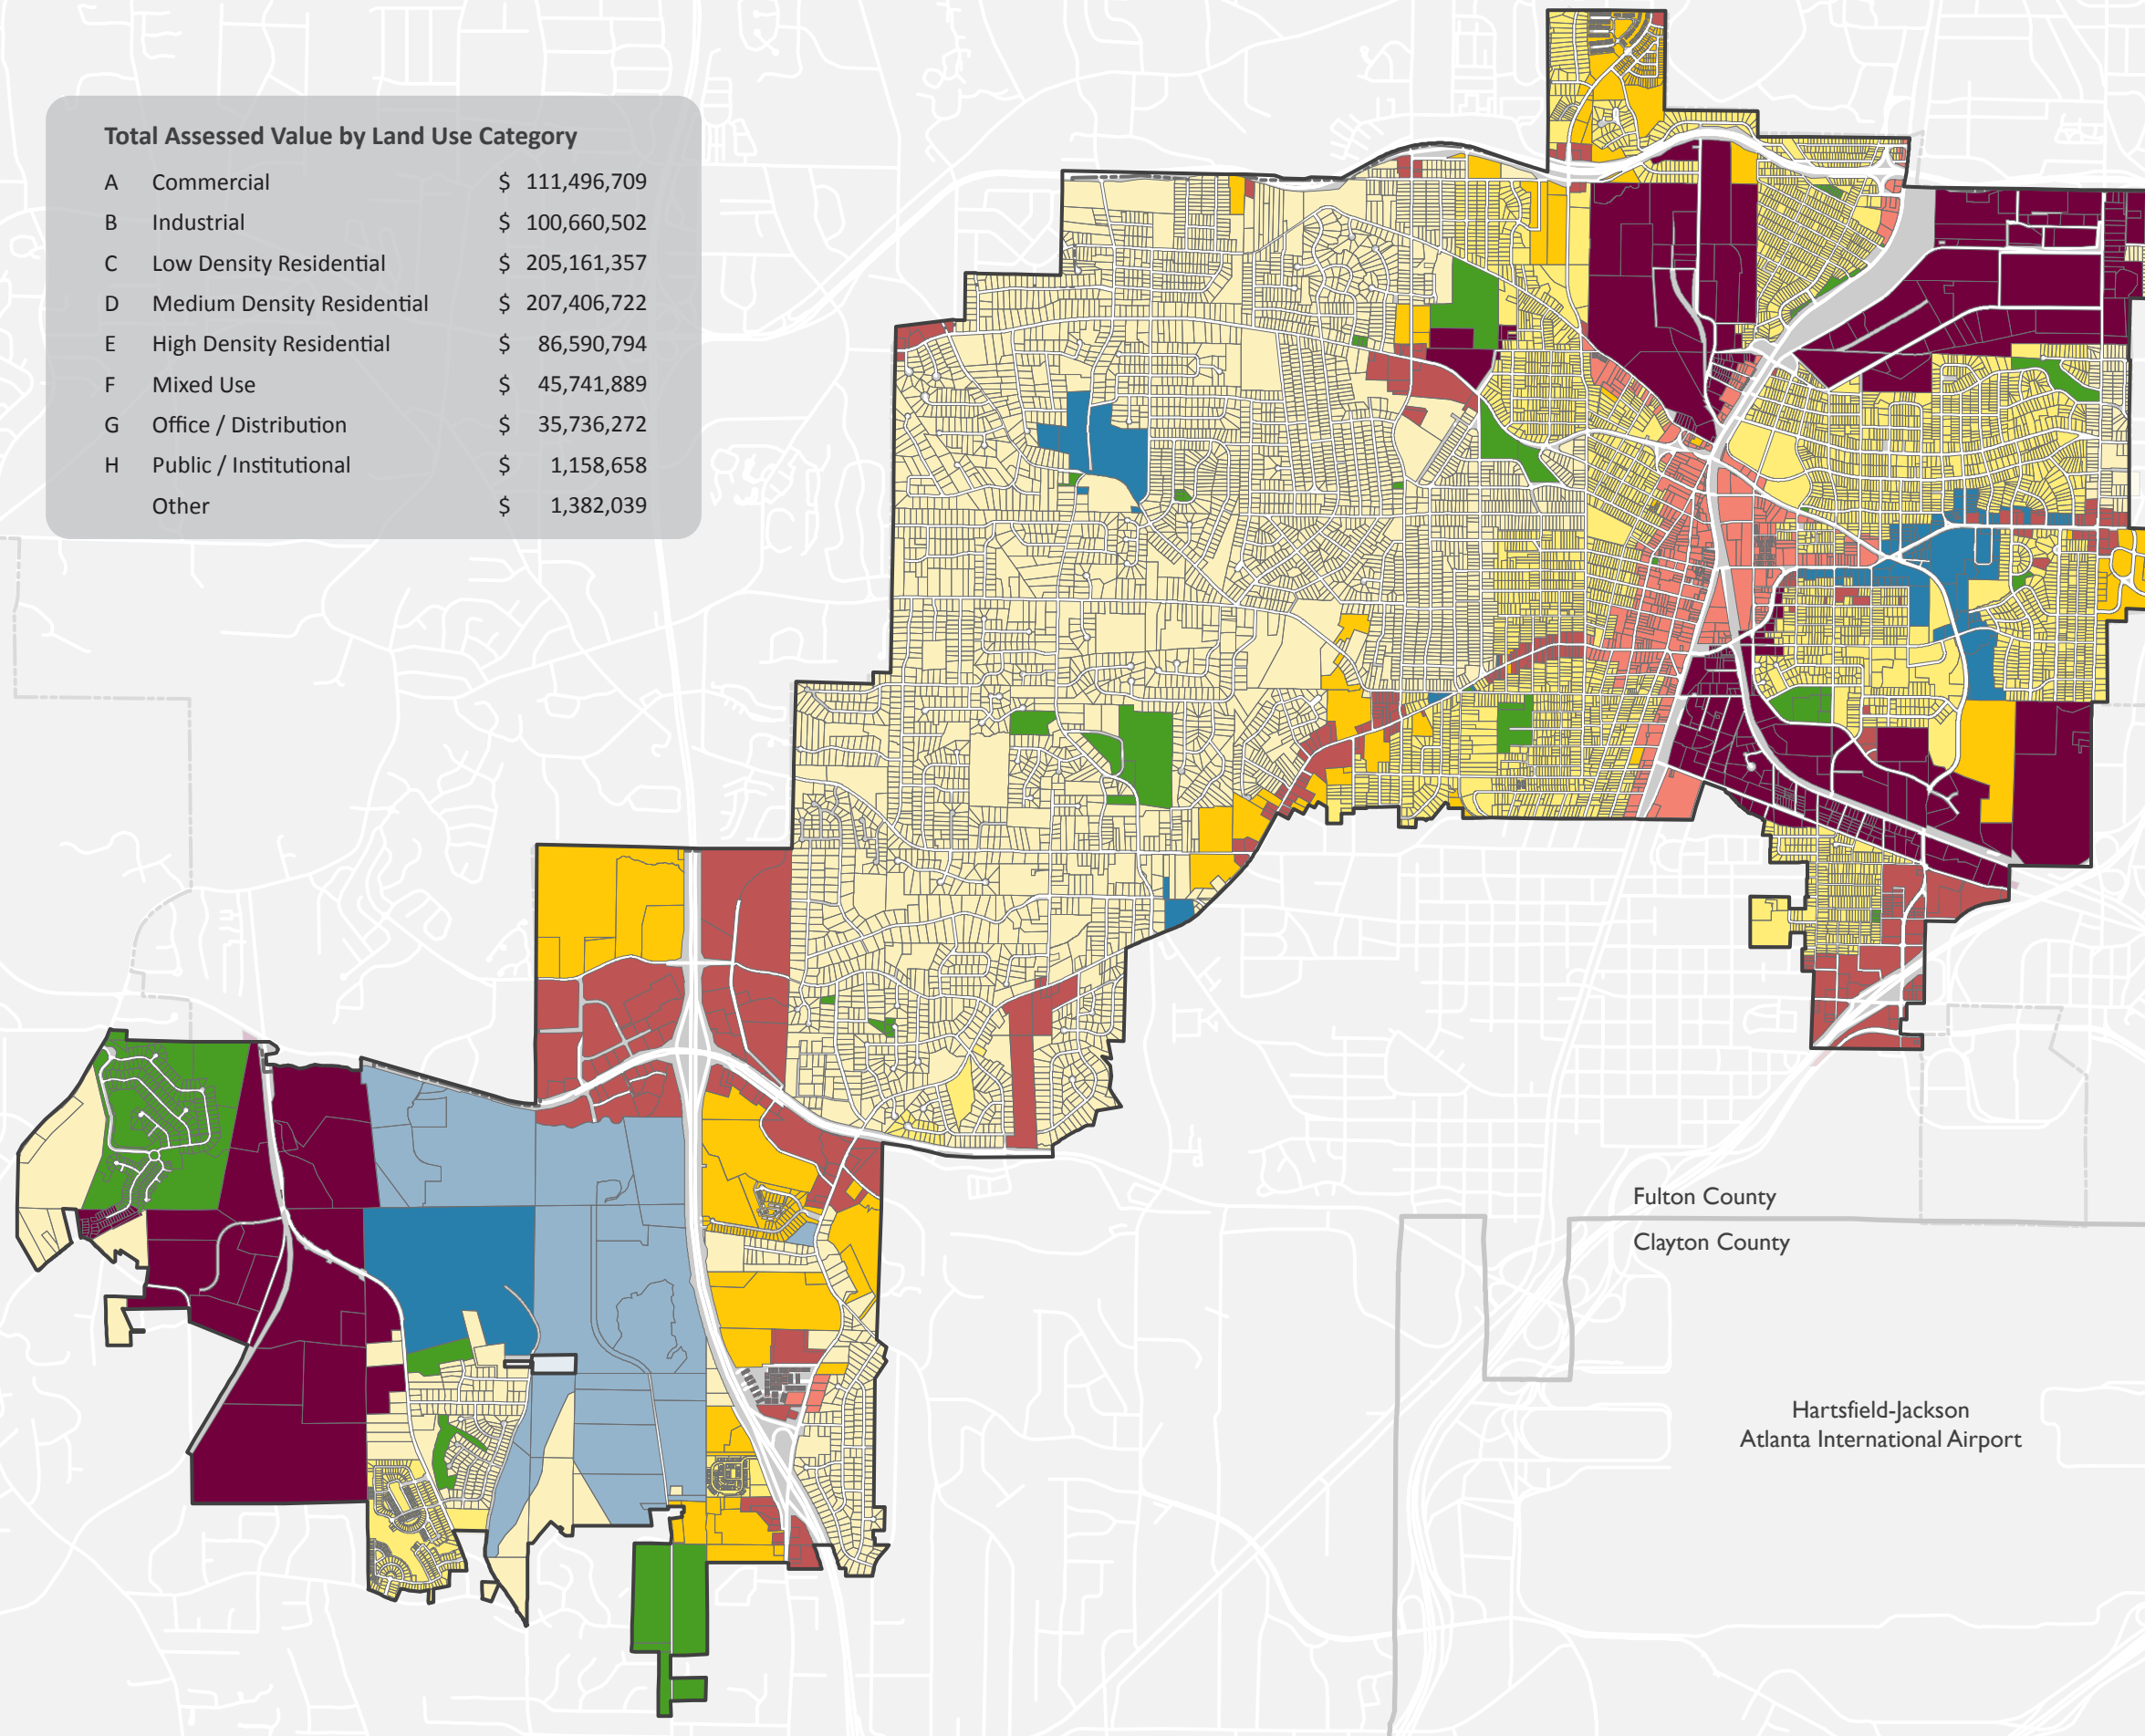 Total Assessed Value by Land Use Category
A Commercial $ 111,496,709
B Industrial $ 100,660,502
C Low Density Residential $ 205,161,357
D Medium Density Residential $ 207,406,722
E High Density Residential $ 86,590,794
F Mixed Use $ 45,741,889
G Office / Distribution $ 35,736,272
H Public / Institutional $ 1,158,658
Other $ 1,382,039
Fulton County
Clayton County
Hartsfield-Jackson
Atlanta International Airport